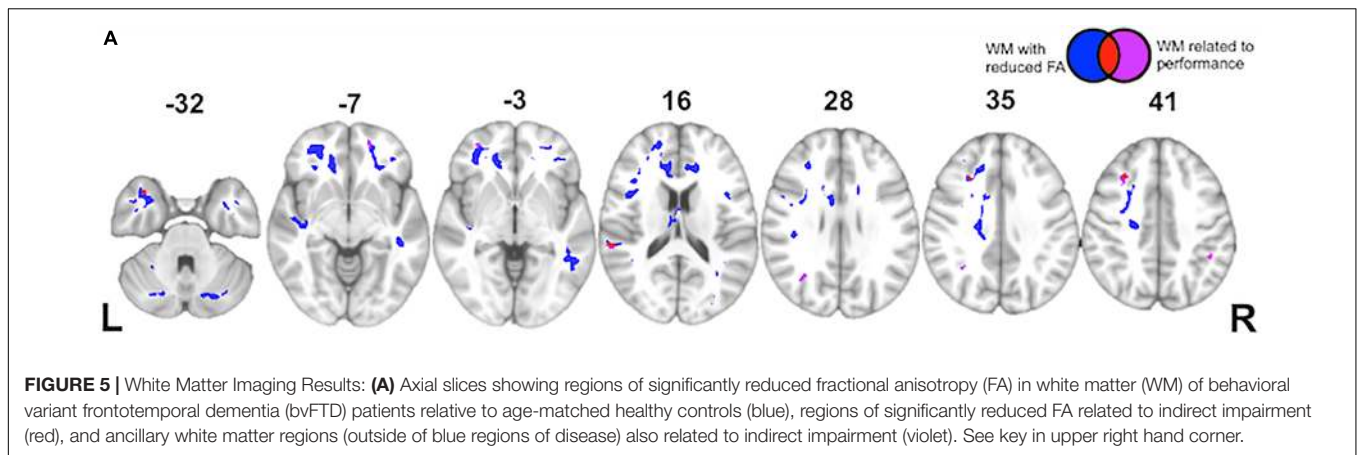 A
WM with
reduced FA
WM related to
performance
-32 -7 -3 16 28 35 41
L R
FIGURE 5 | White Matter Imaging Results: (A) Axial slices showing regions of significantly reduced fractional anisotropy (FA) in white matter (WM) of behavioral
variant frontotemporal dementia (bvFTD) patients relative to age-matched healthy controls (blue), regions of significantly reduced FA related to indirect impairment
(red), and ancillary white matter regions (outside of blue regions of disease) also related to indirect impairment (violet). See key in upper right hand corner.